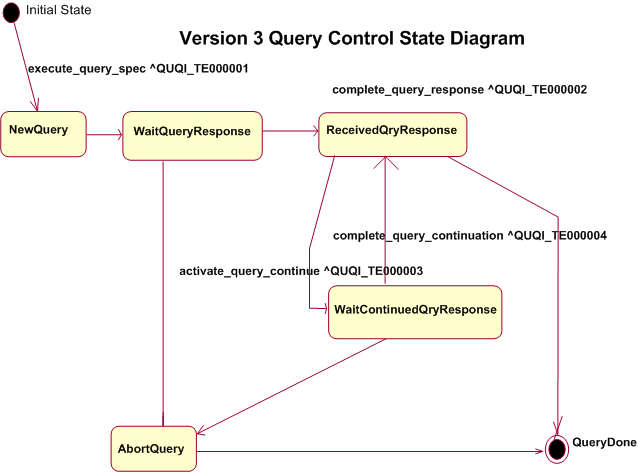 Initial State
Version 3 Query Control State Diagram
execute_query_spec ^QUQI_TE000001
complete_query_response ^QUQI_TE000002
NewQuery
WaitQueryResponse
ReceivedQryResponse
complete_query_continuation ^QUQI_TE000004
activate_query_continue ^QUQI_TE000003
WaitContinuedQryResponse
AbortQuery
QueryDone